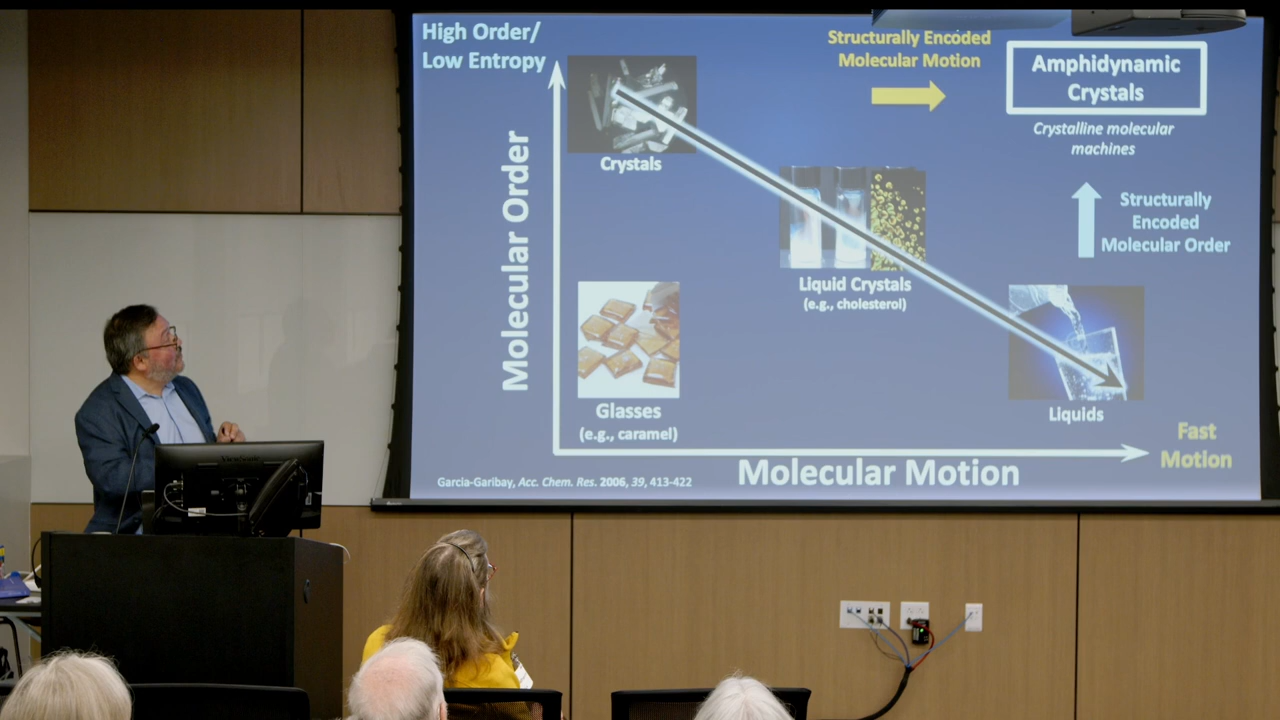 High Order/
Low Entropy
Structurally Encoded
Molecular Motion
Amphidynamic
Crystals
Crystalline molecular
machines
Crystals
Structurally
Encoded
Molecular Order
Molecular Order
Liquid Crystals
(e.g., cholesterol)
Glasses
(e.g., caramel)
Liquids
Fast
Motion
Molecular Motion
Garcia-Garibay, Acc. Chem. Res. 2006, 39, 413-422
ViewSonic